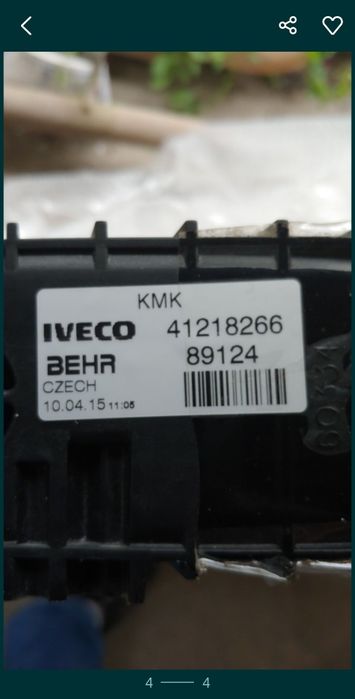 KMK
IVECO 41218266
BEHR 89124
CZECH
10.04.15 11:05
4 4